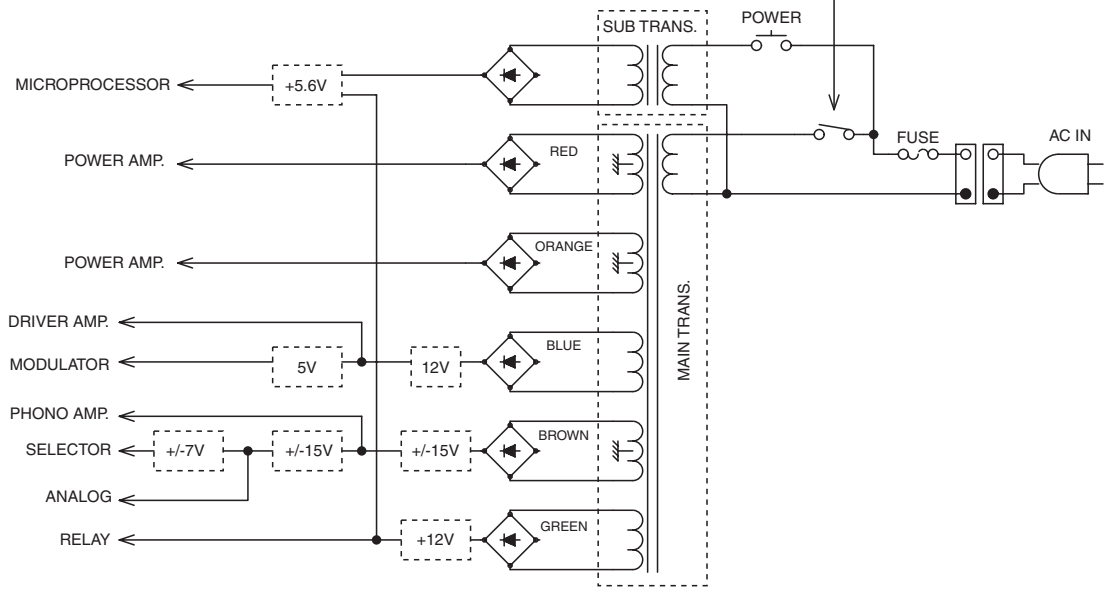 POWER
SUB TRANS.
MICROPROCESSOR
+5.6V
FUSE
AC IN
POWER AMP.
RED
POWER AMP.
ORANGE
MAIN TRANS.
DRIVER AMP.
MODULATOR
5V
12V
BLUE
PHONO AMP.
SELECTOR
+/-7V
+/-15V
+/-15V
BROWN
ANALOG
RELAY
+12V
GREEN